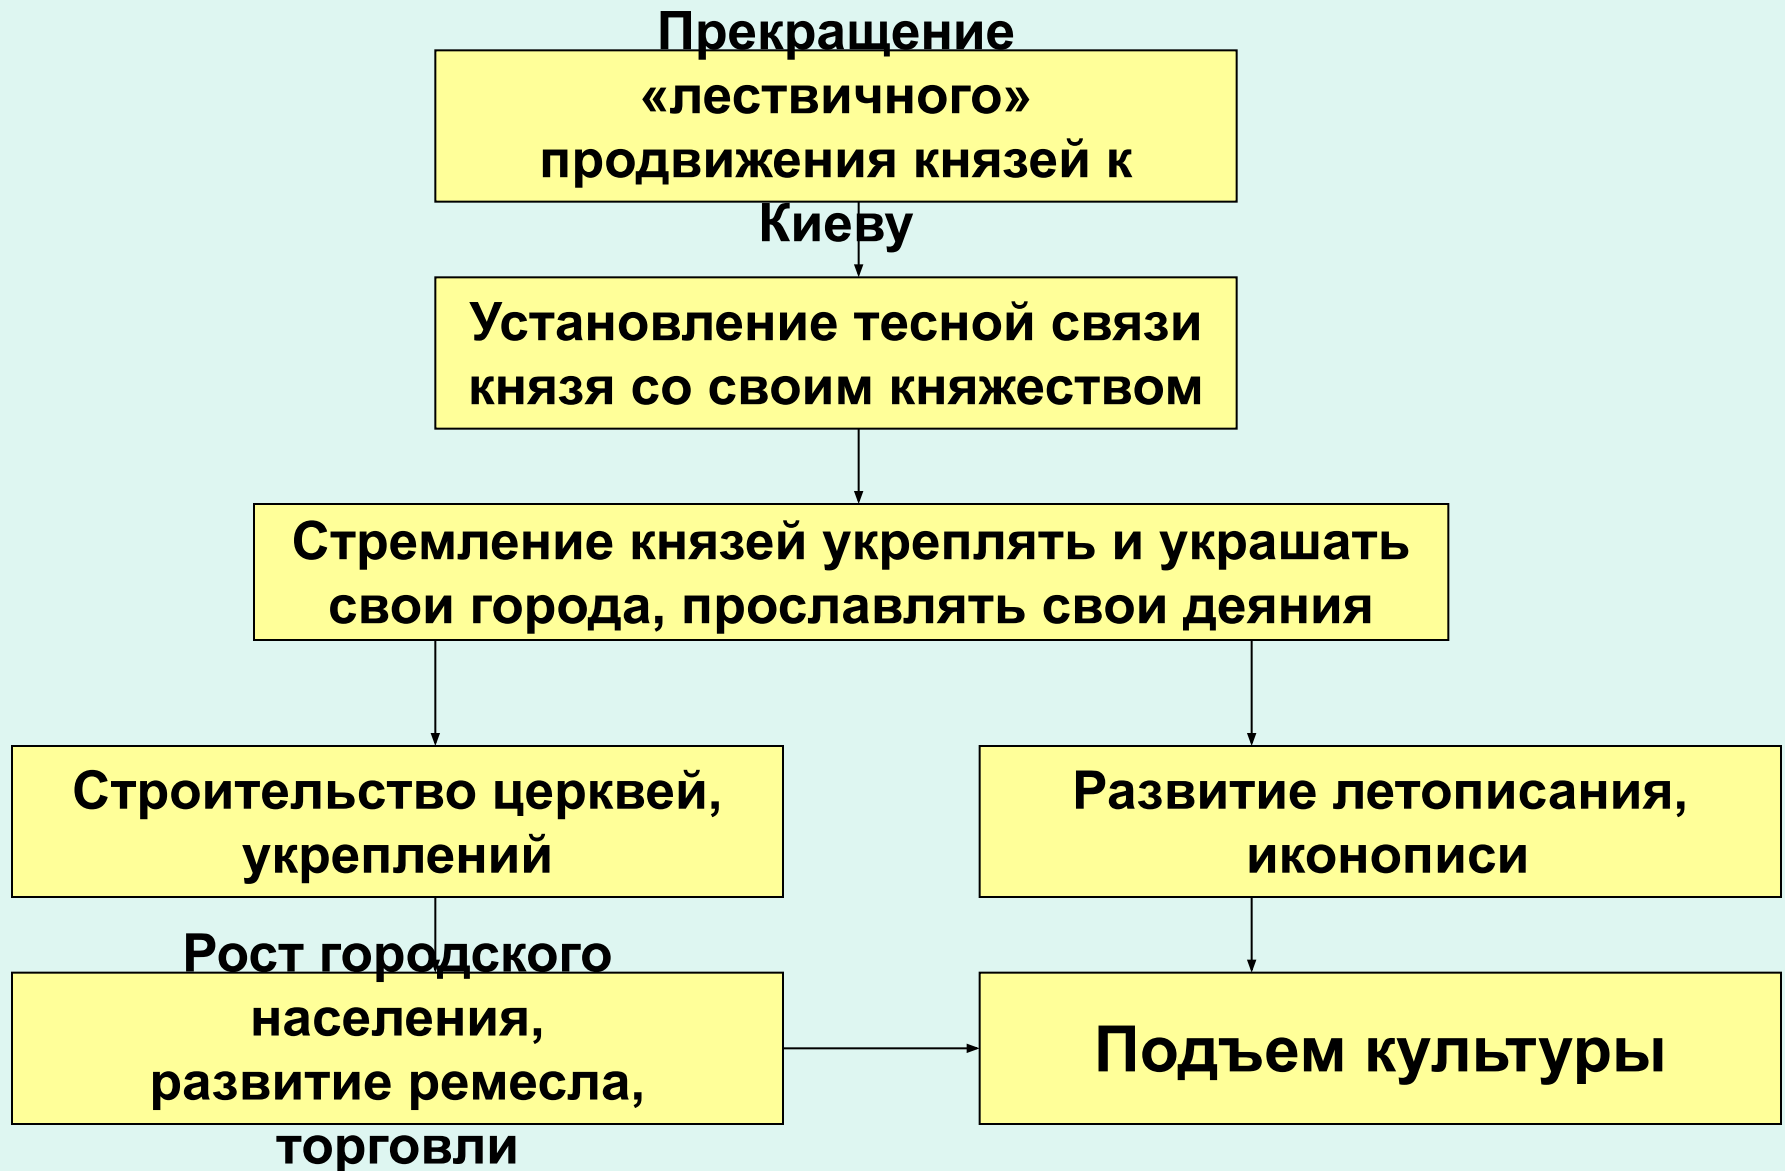 Прекращение
«лествичного»
продвижения князей к
Киеву
Установление тесной связи
князя со своим княжеством
Стремление князей укреплять и украшать
свои города, прославлять свои деяния
Строительство церквей,
укреплений
Развитие летописания,
иконописи
Рост городского
населения,
развитие ремесла,
торговли
Подъем культуры